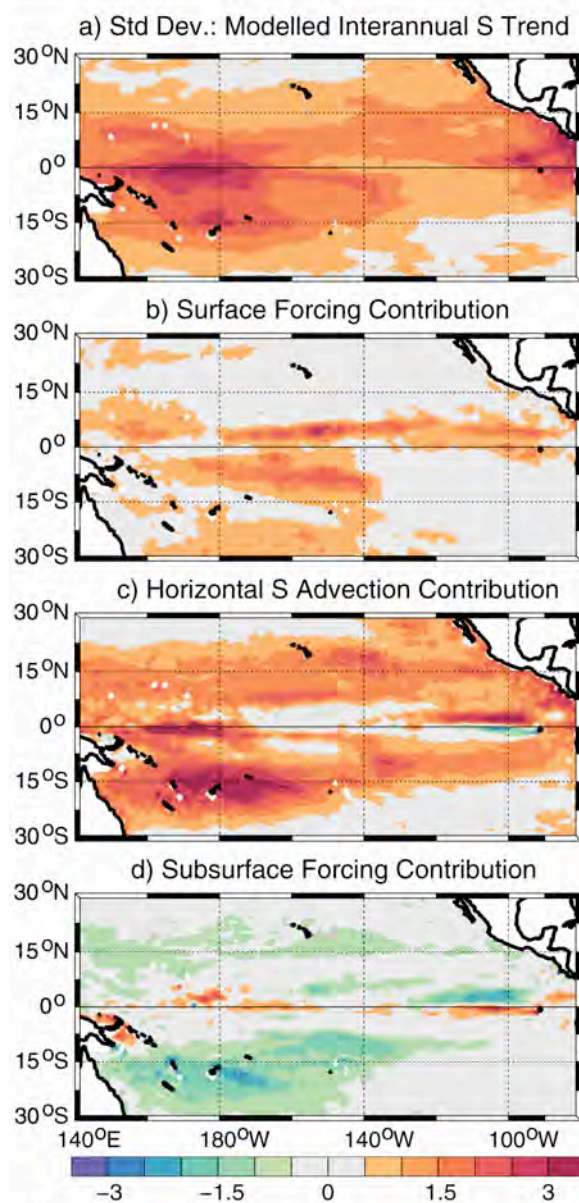 a) Std Dev.: Modelled Interannual S Trend
30°N
15°N
0°
15°S
30°S
b) Surface Forcing Contribution
30°N
15°N
0°
15°S
30°S
c) Horizontal S Advection Contribution
30°N
15°N
0°
15°S
30°S
d) Subsurface Forcing Contribution
30°N
15°N
0°
15°S
30°S
140°E 180°W 140°W 100°W
−3 −1.5 0 1.5 3